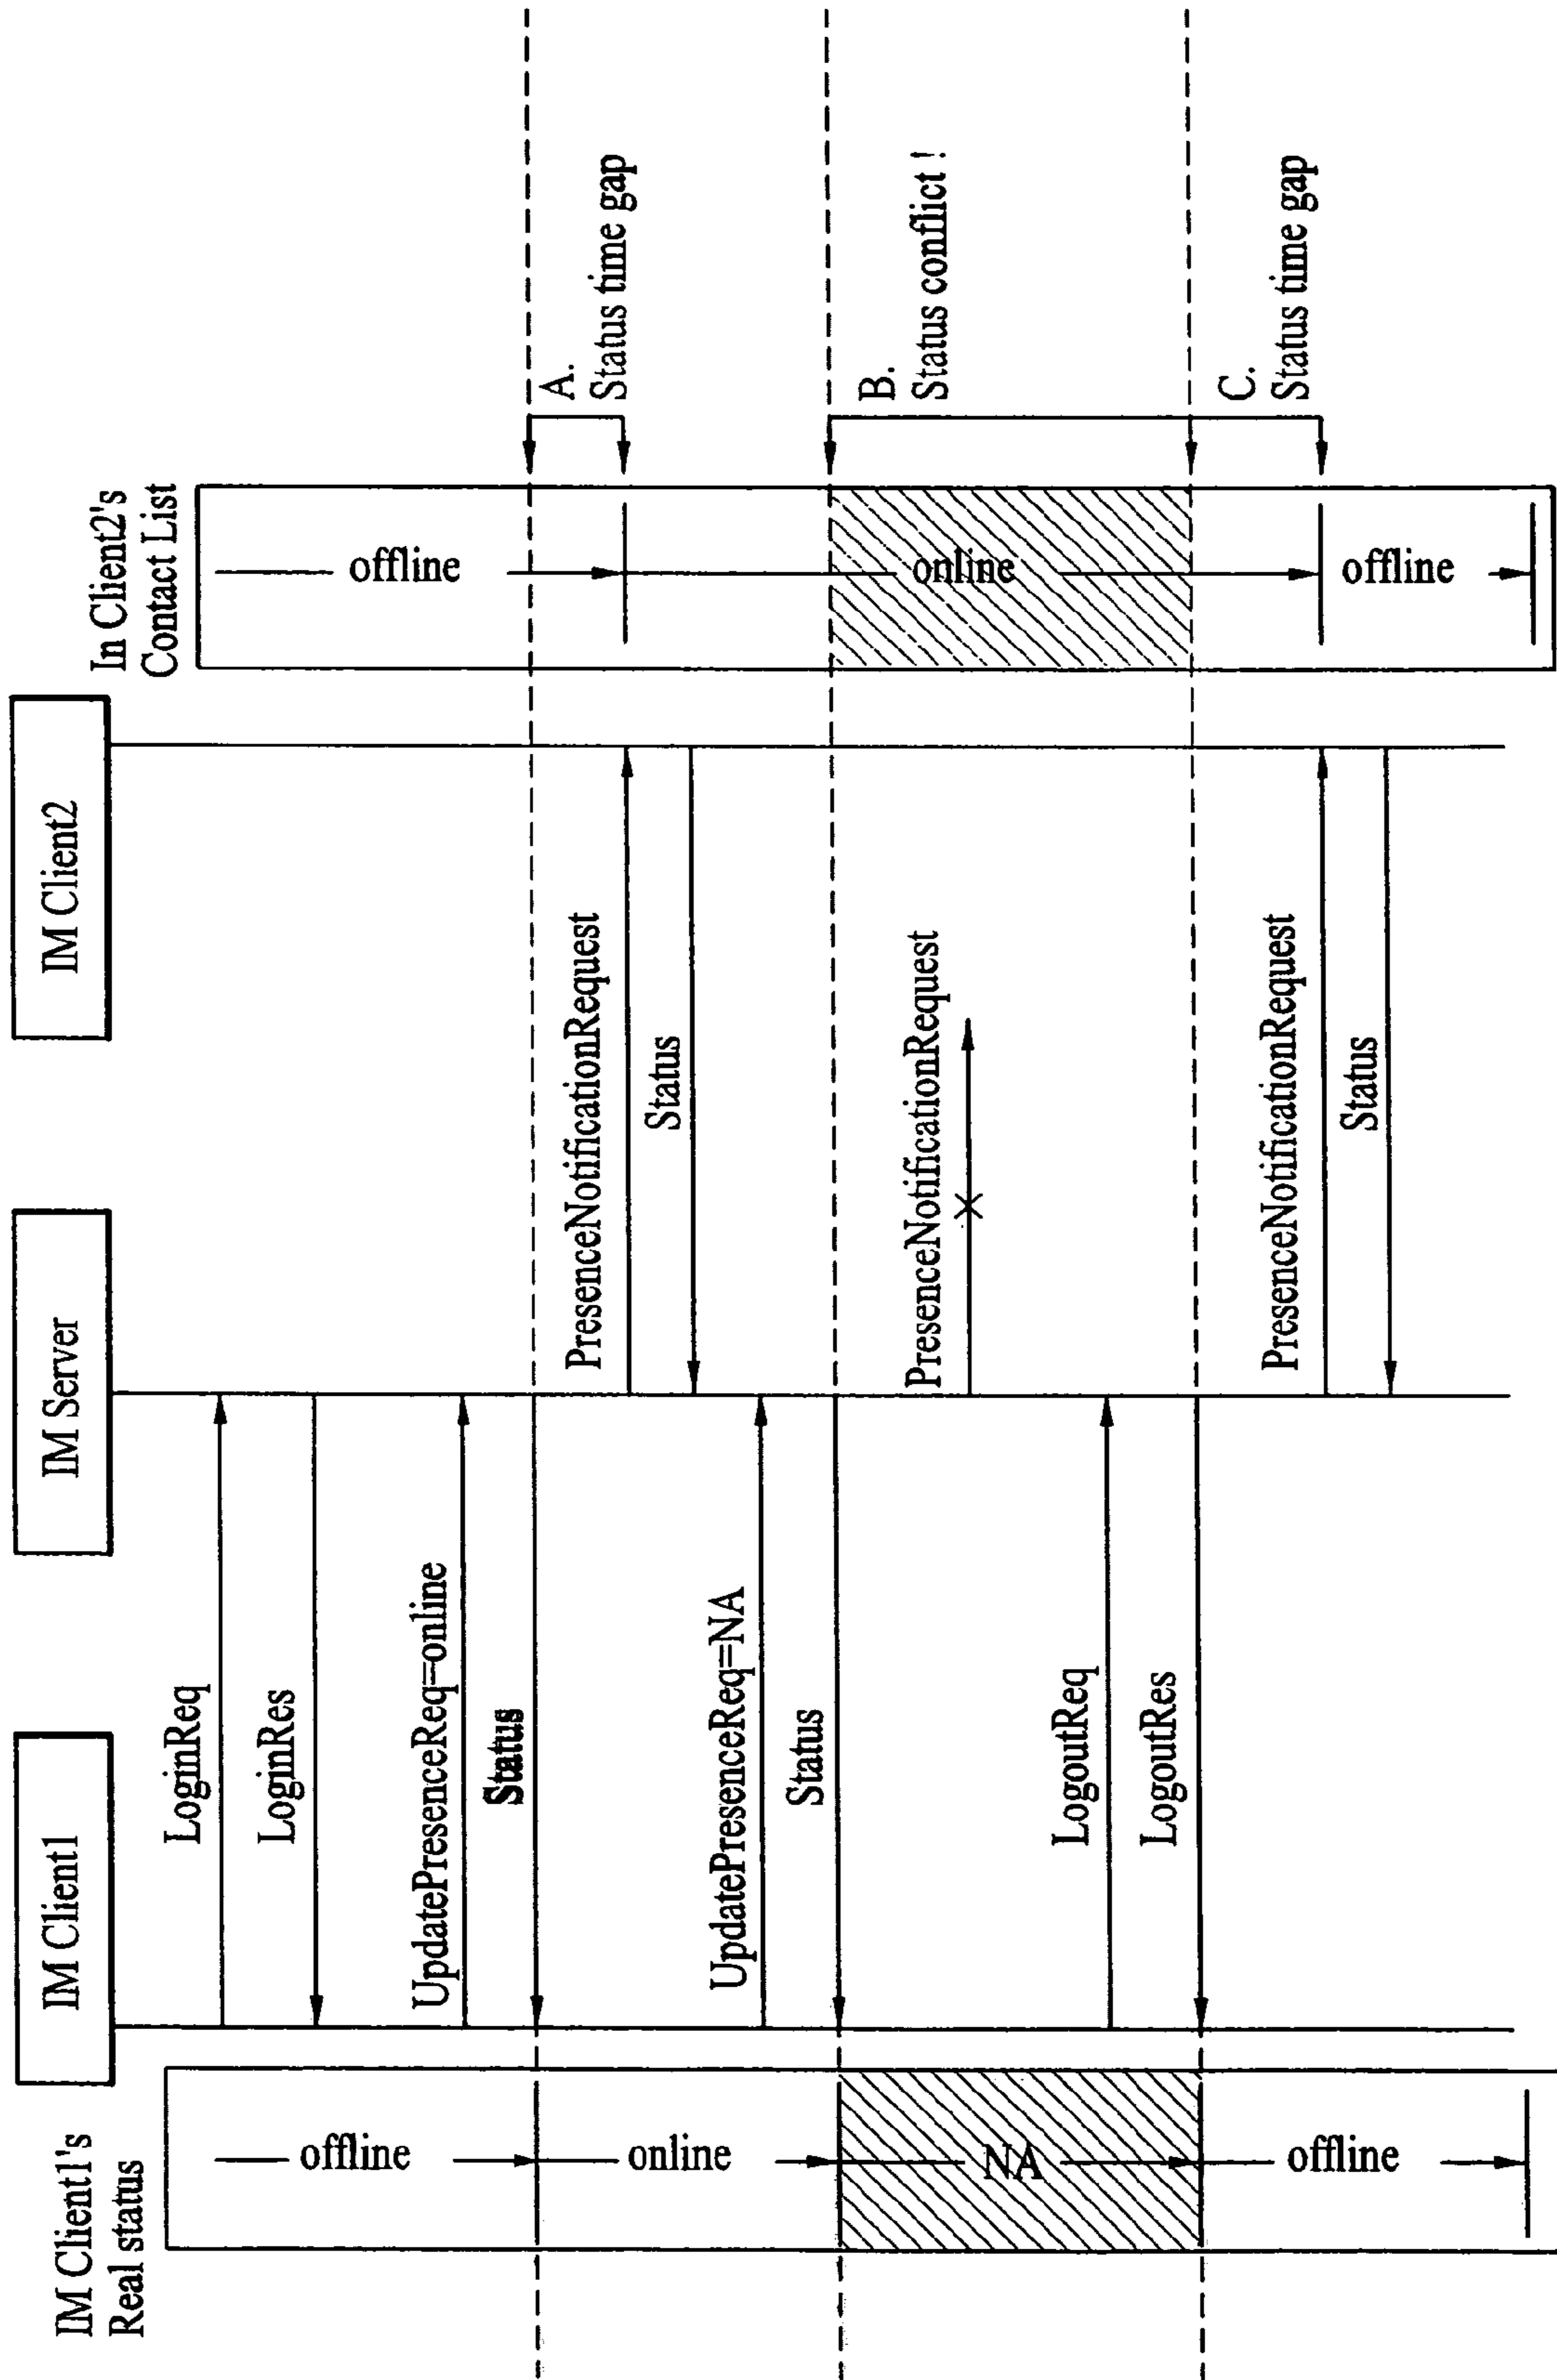 IM Client1's
Real status
IM Client1
IM Server
IM Client2
In Client2's
Contact List
LoginReq
LoginRes
offline
offline
UpdatePresenceReq=online
Status
A.
Status time gap
PresenceNotificationRequest
online
Status
UpdatePresenceReq=NA
Status
B.
Status conflict !
PresenceNotificationRequest
NA
online
LogoutReq
LogoutRes
C.
Status time gap
PresenceNotificationRequest
offline
offline
Status